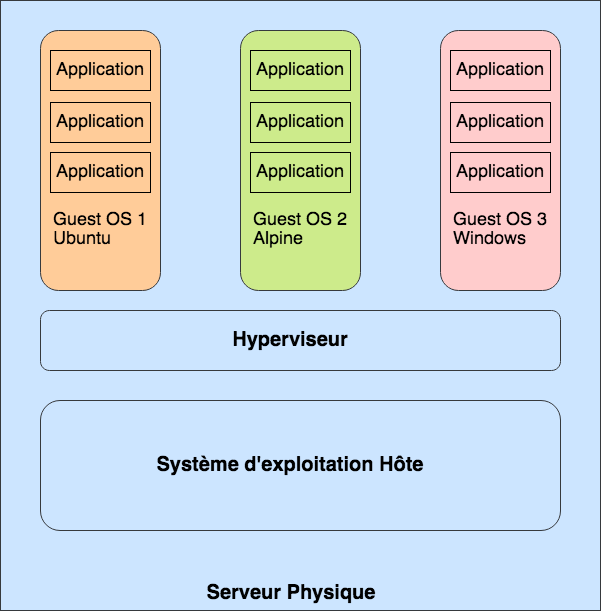 Application
Application
Application
Guest OS 1
Ubuntu
Application
Application
Application
Guest OS 2
Alpine
Application
Application
Application
Guest OS 3
Windows
Hyperviseur
Système d'exploitation Hôte
Serveur Physique